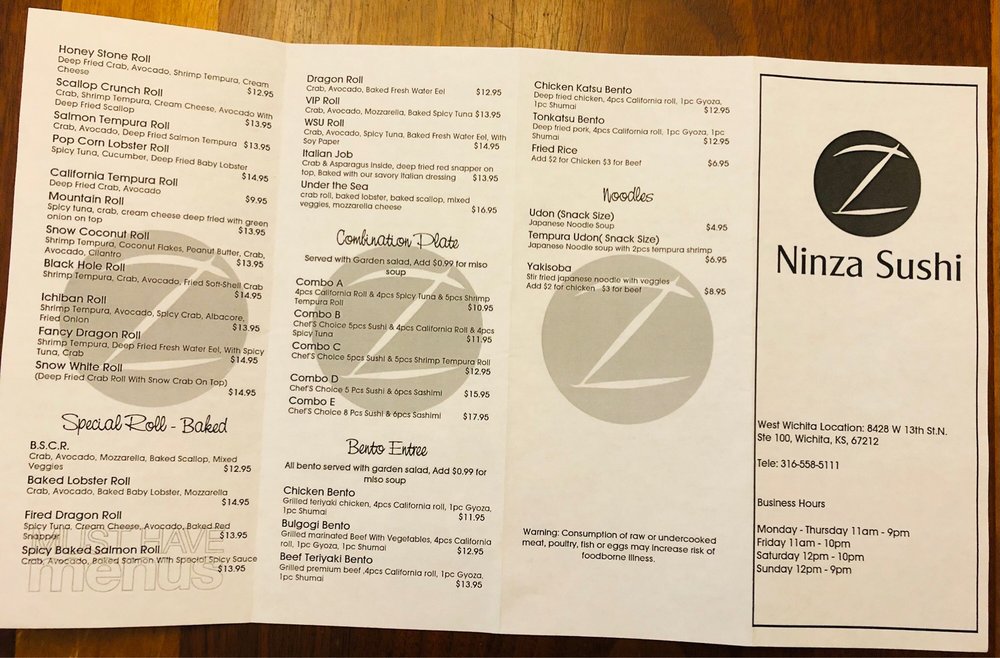 Honey Stone Roll
Deep Fried Crab, Avocado, Shrimp Tempura, Cream
Cheese $12.95
Scallop Crunch Roll
Crab, Shrimp Tempura, Cream Cheese, Avocado With
Deep Fried Scallop $13.95
Salmon Tempura Roll
Crab, Avocado, Deep Fried Salmon Tempura $13.95
Pop Corn Lobster Roll
Spicy Tuna, Cucumber, Deep Fried Baby Lobster
$14.95
California Tempura Roll
Deep Fried Crab, Avocado $9.95
Mountain Roll
Spicy tuna, crab, cream cheese deep fried with green
onion on top $13.95
Snow Coconut Roll
Shrimp Tempura, Coconut Flakes, Peanut Butter, Crab,
Avocado, Cilantro $13.95
Black Hole Roll
Shrimp Tempura, Crab, Avocado, Fried Soft-Shell Crab
$14.95
Ichiban Roll
Shrimp Tempura, Avocado, Spicy Crab, Albacore,
Fried Onion $13.95
Fancy Dragon Roll
Shrimp Tempura, Deep Fried Fresh Water Eel, With Spicy
Tuna, Crab $14.95
Snow White Roll
(Deep Fried Crab Roll With Snow Crab On Top)
$14.95
Special Roll - Baked
B.S.C.R.
Crab, Avocado, Mozzarella, Baked Scallop, Mixed
Veggies $12.95
Baked Lobster Roll
Crab, Avocado, Baked Baby Lobster, Mozzarella
$14.95
Fired Dragon Roll
Spicy Tuna, Cream Cheese, Avocado, Baked Red
Snapper $13.95
Spicy Baked Salmon Roll
Crab, Avocado, Baked Salmon With Special Spicy Sauce
$13.95
MUST HAVE
menus
Dragon Roll
Crab, Avocado, Baked Fresh Water Eel $12.95
VIP Roll
Crab, Avocado, Mozzarella, Baked Spicy Tuna $13.95
WSU Roll
Crab, Avocado, Spicy Tuna, Baked Fresh Water Eel, With
Soy Paper $14.95
Italian Job
Crab & Asparagus Inside, deep fried red snapper on
top, Baked with our savory Italian dressing $13.95
Under the Sea
crab roll, baked lobster, baked scallop, mixed
veggies, mozzarella cheese $16.95
Combination Plate
Served with Garden salad, Add $0.99 for miso
soup
Combo A
4pcs California Roll & 4pcs Spicy Tuna & 5pcs Shrimp
Tempura Roll $10.95
Combo B
Chef'S Choice 5pcs Sushi & 4pcs California Roll & 4pcs
Spicy Tuna $11.95
Combo C
Chef'S Choice 5pcs Sushi & 5pcs Shrimp Tempura Roll
$12.95
Combo D
Chef'S Choice 5 Pcs Sushi & 6pcs Sashimi $15.95
Combo E
Chef'S Choice 8 Pcs Sushi & 6pcs Sashimi $17.95
Bento Entree
All bento served with garden salad, Add $0.99 for
miso soup
Chicken Bento
Grilled teriyaki chicken, 4pcs California roll, 1pc Gyoza,
1pc Shumai $11.95
Bulgogi Bento
Grilled marinated Beef With Vegetables, 4pcs California
roll, 1pc Gyoza, 1pc Shumai $12.95
Beef Teriyaki Bento
Grilled premium beef ,4pcs California roll, 1pc Gyoza,
1pc Shumai $13.95
Chicken Katsu Bento
Deep fried chicken, 4pcs California roll, 1pc Gyoza,
1pc Shumai $12.95
Tonkatsu Bento
Deep fried pork, 4pcs California roll, 1pc Gyoza, 1pc
Shumai $12.95
Fried Rice
Add $2 for Chicken $3 for Beef $6.95
Noodles
Udon (Snack Size)
Japanese Noodle Soup $4.95
Tempura Udon( Snack Size)
Japanese Noodle soup with 2pcs tempura shrimp
$6.95
Yakisoba
Stir fried japanese noodle with veggies
Add $2 for chicken $3 for beef $8.95
Warning: Consumption of raw or undercooked
meat, poultry, fish or eggs may increase risk of
foodborne illness.
Z
Ninza Sushi
West Wichita Location: 8428 W 13th St.N.
Ste 100, Wichita, KS, 67212
Tele: 316-558-5111
Business Hours
Monday - Thursday 11am - 9pm
Friday 11am - 10pm
Saturday 12pm - 10pm
Sunday 12pm - 9pm